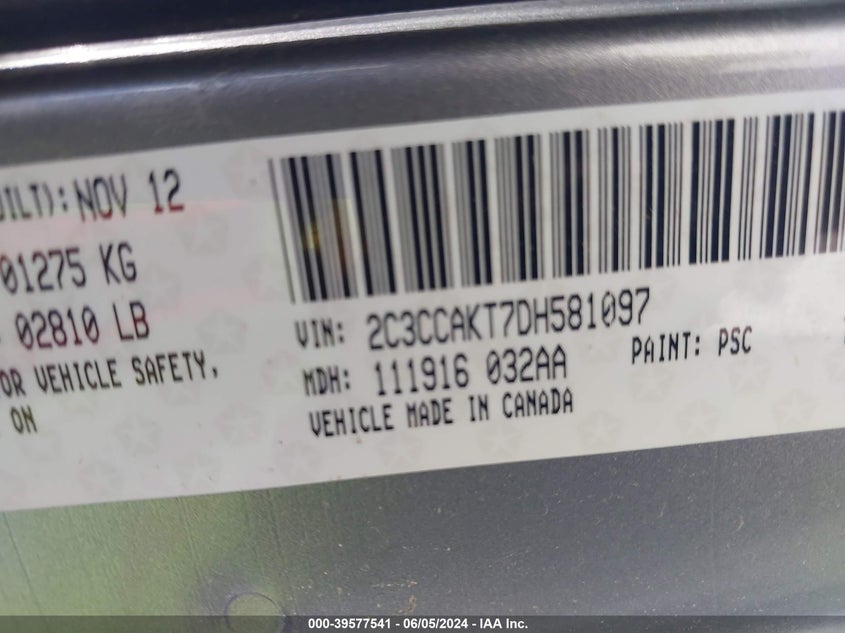 UILT): NOV 12
01275 KG
02810 LB
OR VEHICLE SAFETY,
ON
VIN: 2C3CCAKT7DH581097
MDH: 111916 032AA
PAINT: PSC
VEHICLE MADE IN CANADA
000-39577541 / 06/05/2024 - IAA Inc.